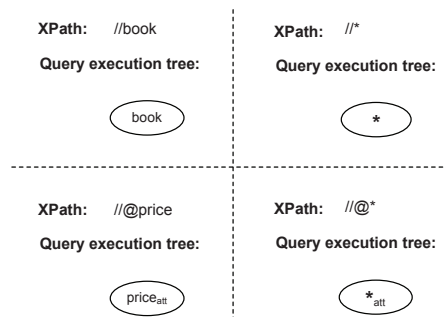 XPath: //book
Query execution tree:
book
XPath: //*
Query execution tree:
*
XPath: //@price
Query execution tree:
price_att
XPath: //@*
Query execution tree:
*att